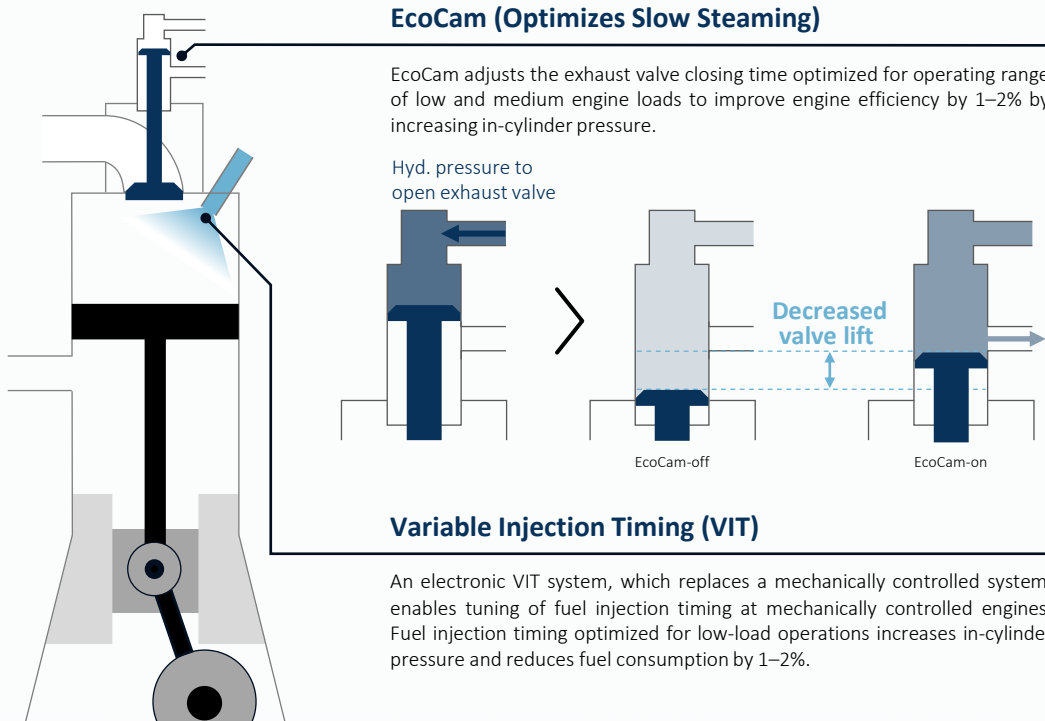 EcoCam (Optimizes Slow Steaming)
EcoCam adjusts the exhaust valve closing time optimized for operating range
of low and medium engine loads to improve engine efficiency by 1–2% by
increasing in-cylinder pressure.
Hyd. pressure to
open exhaust valve
Decreased
valve lift
EcoCam-off
EcoCam-on
Variable Injection Timing (VIT)
An electronic VIT system, which replaces a mechanically controlled system
enables tuning of fuel injection timing at mechanically controlled engines
Fuel injection timing optimized for low-load operations increases in-cylinde
pressure and reduces fuel consumption by 1–2%.